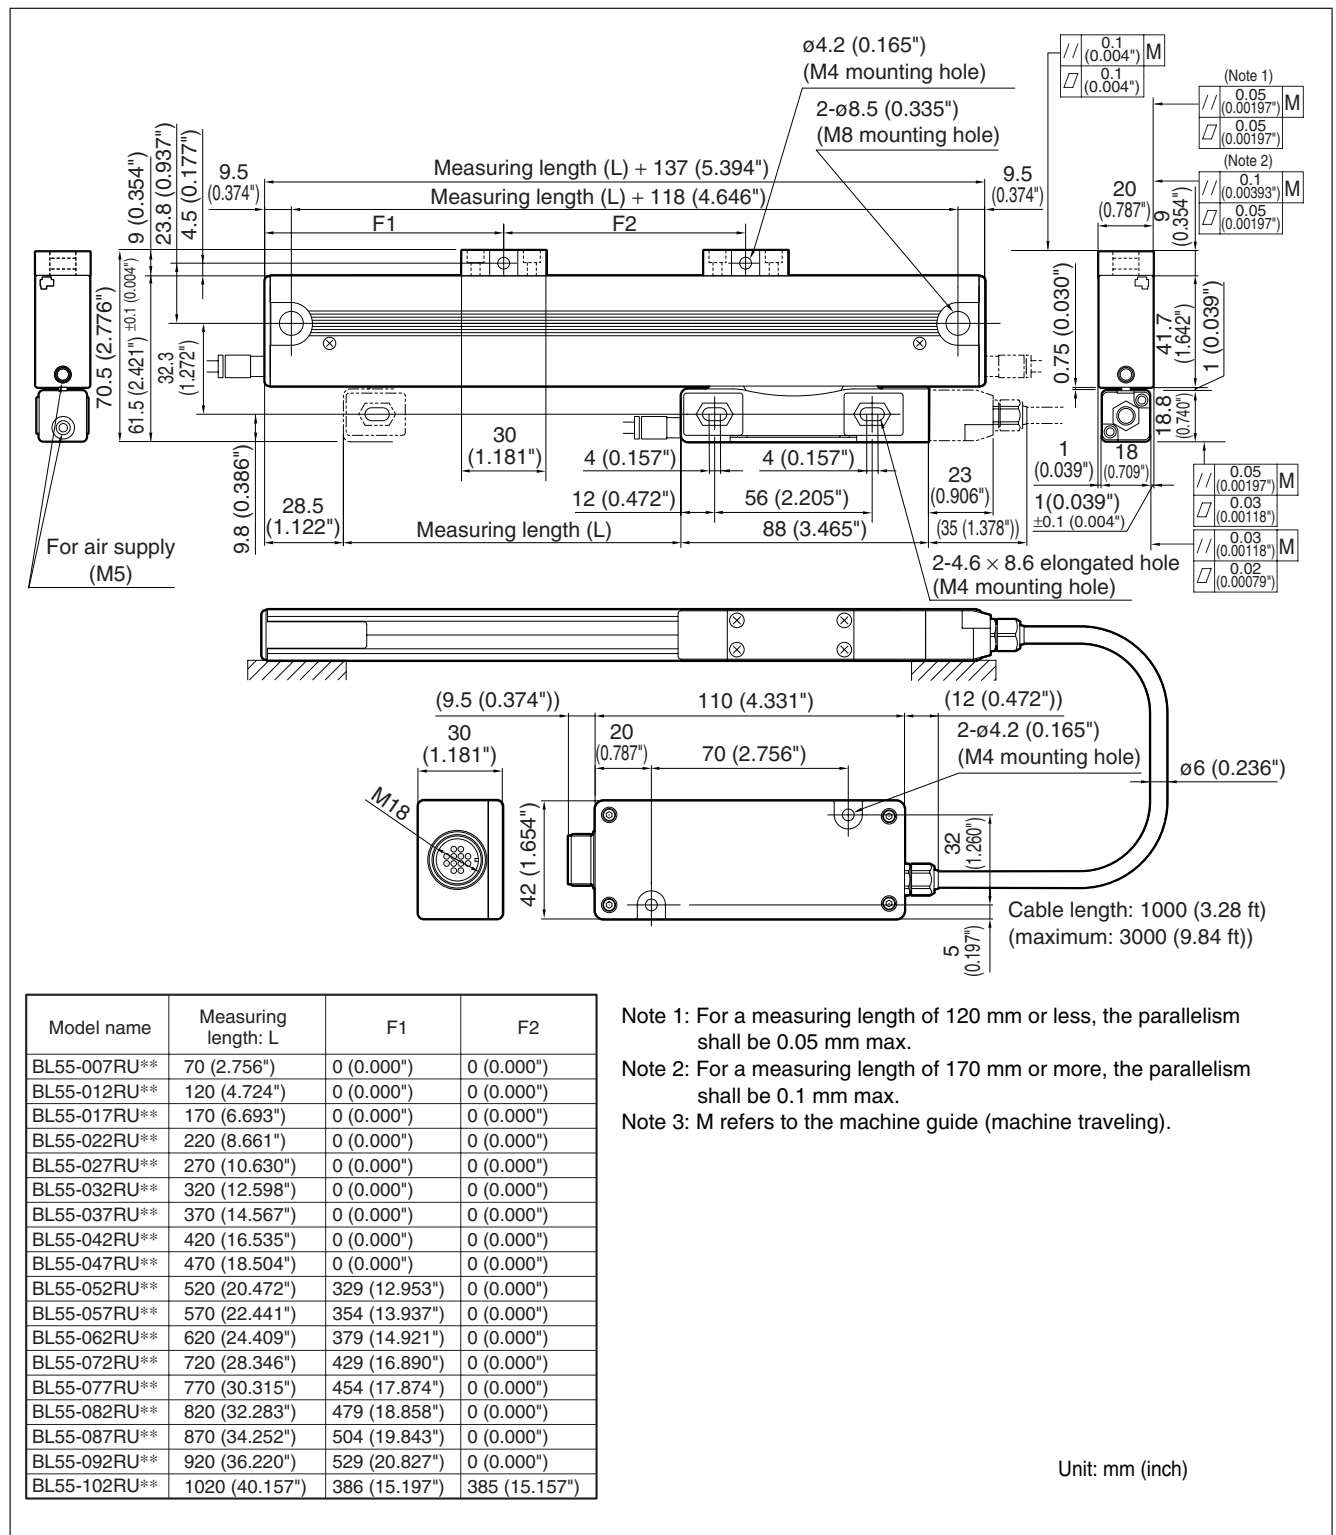 ø4.2 (0.165")
(M4 mounting hole)
2-ø8.5 (0.335")
(M8 mounting hole)
// 0.1 (0.004") M
0.1 (0.004")
(Note 1)
// 0.05 (0.00197") M
0.05 (0.00197")
(Note 2)
// 0.1 (0.00393") M
0.05 (0.00197")
9 (0.354")
23.8 (0.937")
4.5 (0.177")
9.5
(0.374")
Measuring length (L) + 137 (5.394")
Measuring length (L) + 118 (4.646")
F1
F2
9.5
(0.374")
20
(0.787")
9
(0.354")
70.5 (2.776")
61.5 (2.421") ±0.1 (0.004")
32.3
(1.272")
0.75 (0.030")
41.7
(1.642")
1 (0.039")
18.8
(0.740")
9.8 (0.386")
30
(1.181")
4 (0.157")
4 (0.157")
23
(0.906")
1
(0.039")
18
(0.709")
28.5
(1.122")
12 (0.472")
56 (2.205")
1(0.039")
±0.1 (0.004")
Measuring length (L)
88 (3.465")
(35 (1.378"))
// 0.05 (0.00197") M
0.03 (0.00118")
// 0.03 (0.00118") M
0.02 (0.00079")
For air supply
(M5)
2-4.6 × 8.6 elongated hole
(M4 mounting hole)
(9.5 (0.374"))
110 (4.331")
(12 (0.472"))
30
(1.181")
20
(0.787")
70 (2.756")
2-ø4.2 (0.165")
(M4 mounting hole)
ø6 (0.236")
M18
42 (1.654")
32
(1.260")
5
(0.197")
Cable length: 1000 (3.28 ft)
(maximum: 3000 (9.84 ft))
Model name Measuring length: L F1 F2
BL55-007RU** 70 (2.756") 0 (0.000") 0 (0.000")
BL55-012RU** 120 (4.724") 0 (0.000") 0 (0.000")
BL55-017RU** 170 (6.693") 0 (0.000") 0 (0.000")
BL55-022RU** 220 (8.661") 0 (0.000") 0 (0.000")
BL55-027RU** 270 (10.630") 0 (0.000") 0 (0.000")
BL55-032RU** 320 (12.598") 0 (0.000") 0 (0.000")
BL55-037RU** 370 (14.567") 0 (0.000") 0 (0.000")
BL55-042RU** 420 (16.535") 0 (0.000") 0 (0.000")
BL55-047RU** 470 (18.504") 0 (0.000") 0 (0.000")
BL55-052RU** 520 (20.472") 329 (12.953") 0 (0.000")
BL55-057RU** 570 (22.441") 354 (13.937") 0 (0.000")
BL55-062RU** 620 (24.409") 379 (14.921") 0 (0.000")
BL55-072RU** 720 (28.346") 429 (16.890") 0 (0.000")
BL55-077RU** 770 (30.315") 454 (17.874") 0 (0.000")
BL55-082RU** 820 (32.283") 479 (18.858") 0 (0.000")
BL55-087RU** 870 (34.252") 504 (19.843") 0 (0.000")
BL55-092RU** 920 (36.220") 529 (20.827") 0 (0.000")
BL55-102RU** 1020 (40.157") 386 (15.197") 385 (15.157")
Note 1: For a measuring length of 120 mm or less, the parallelism
shall be 0.05 mm max.
Note 2: For a measuring length of 170 mm or more, the parallelism
shall be 0.1 mm max.
Note 3: M refers to the machine guide (machine traveling).
Unit: mm (inch)